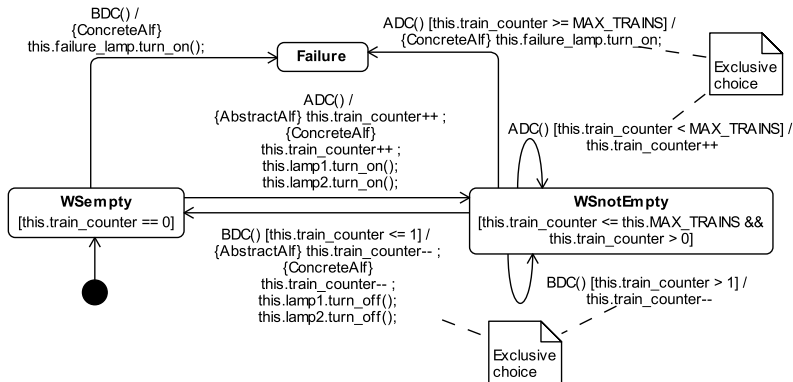 BDC() /
{ConcreteAlf}
this.failure_lamp.turn_on();
Failure
ADC() [this.train_counter >= MAX_TRAINS] /
{ConcreteAlf} this.failure_lamp.turn_on;
Exclusive
choice
ADC() /
{AbstractAlf} this.train_counter++ ;
{ConcreteAlf}
this.train_counter++ ;
this.lamp1.turn_on();
this.lamp2.turn_on();
ADC() [this.train_counter < MAX_TRAINS] /
this.train_counter++
WSempty
[this.train_counter == 0]
WSnotEmpty
[this.train_counter <= this.MAX_TRAINS &&
this.train_counter > 0]
BDC() [this.train_counter <= 1] /
{AbstractAlf} this.train_counter-- ;
{ConcreteAlf}
this.train_counter-- ;
this.lamp1.turn_off();
this.lamp2.turn_off();
BDC() [this.train_counter > 1] /
this.train_counter--
Exclusive
choice